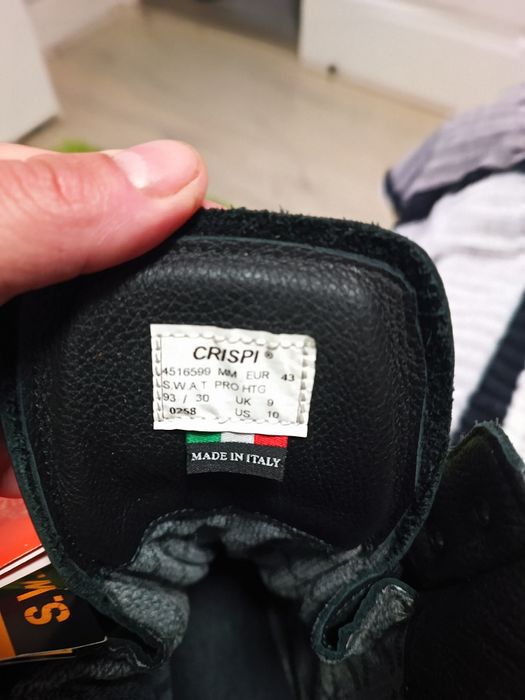 CRISPI®
4516599 MM EUR 43
S.W.A.T PRO HTG
93 / 30 UK 9
0258 US 10
MADE IN ITALY
S.W.